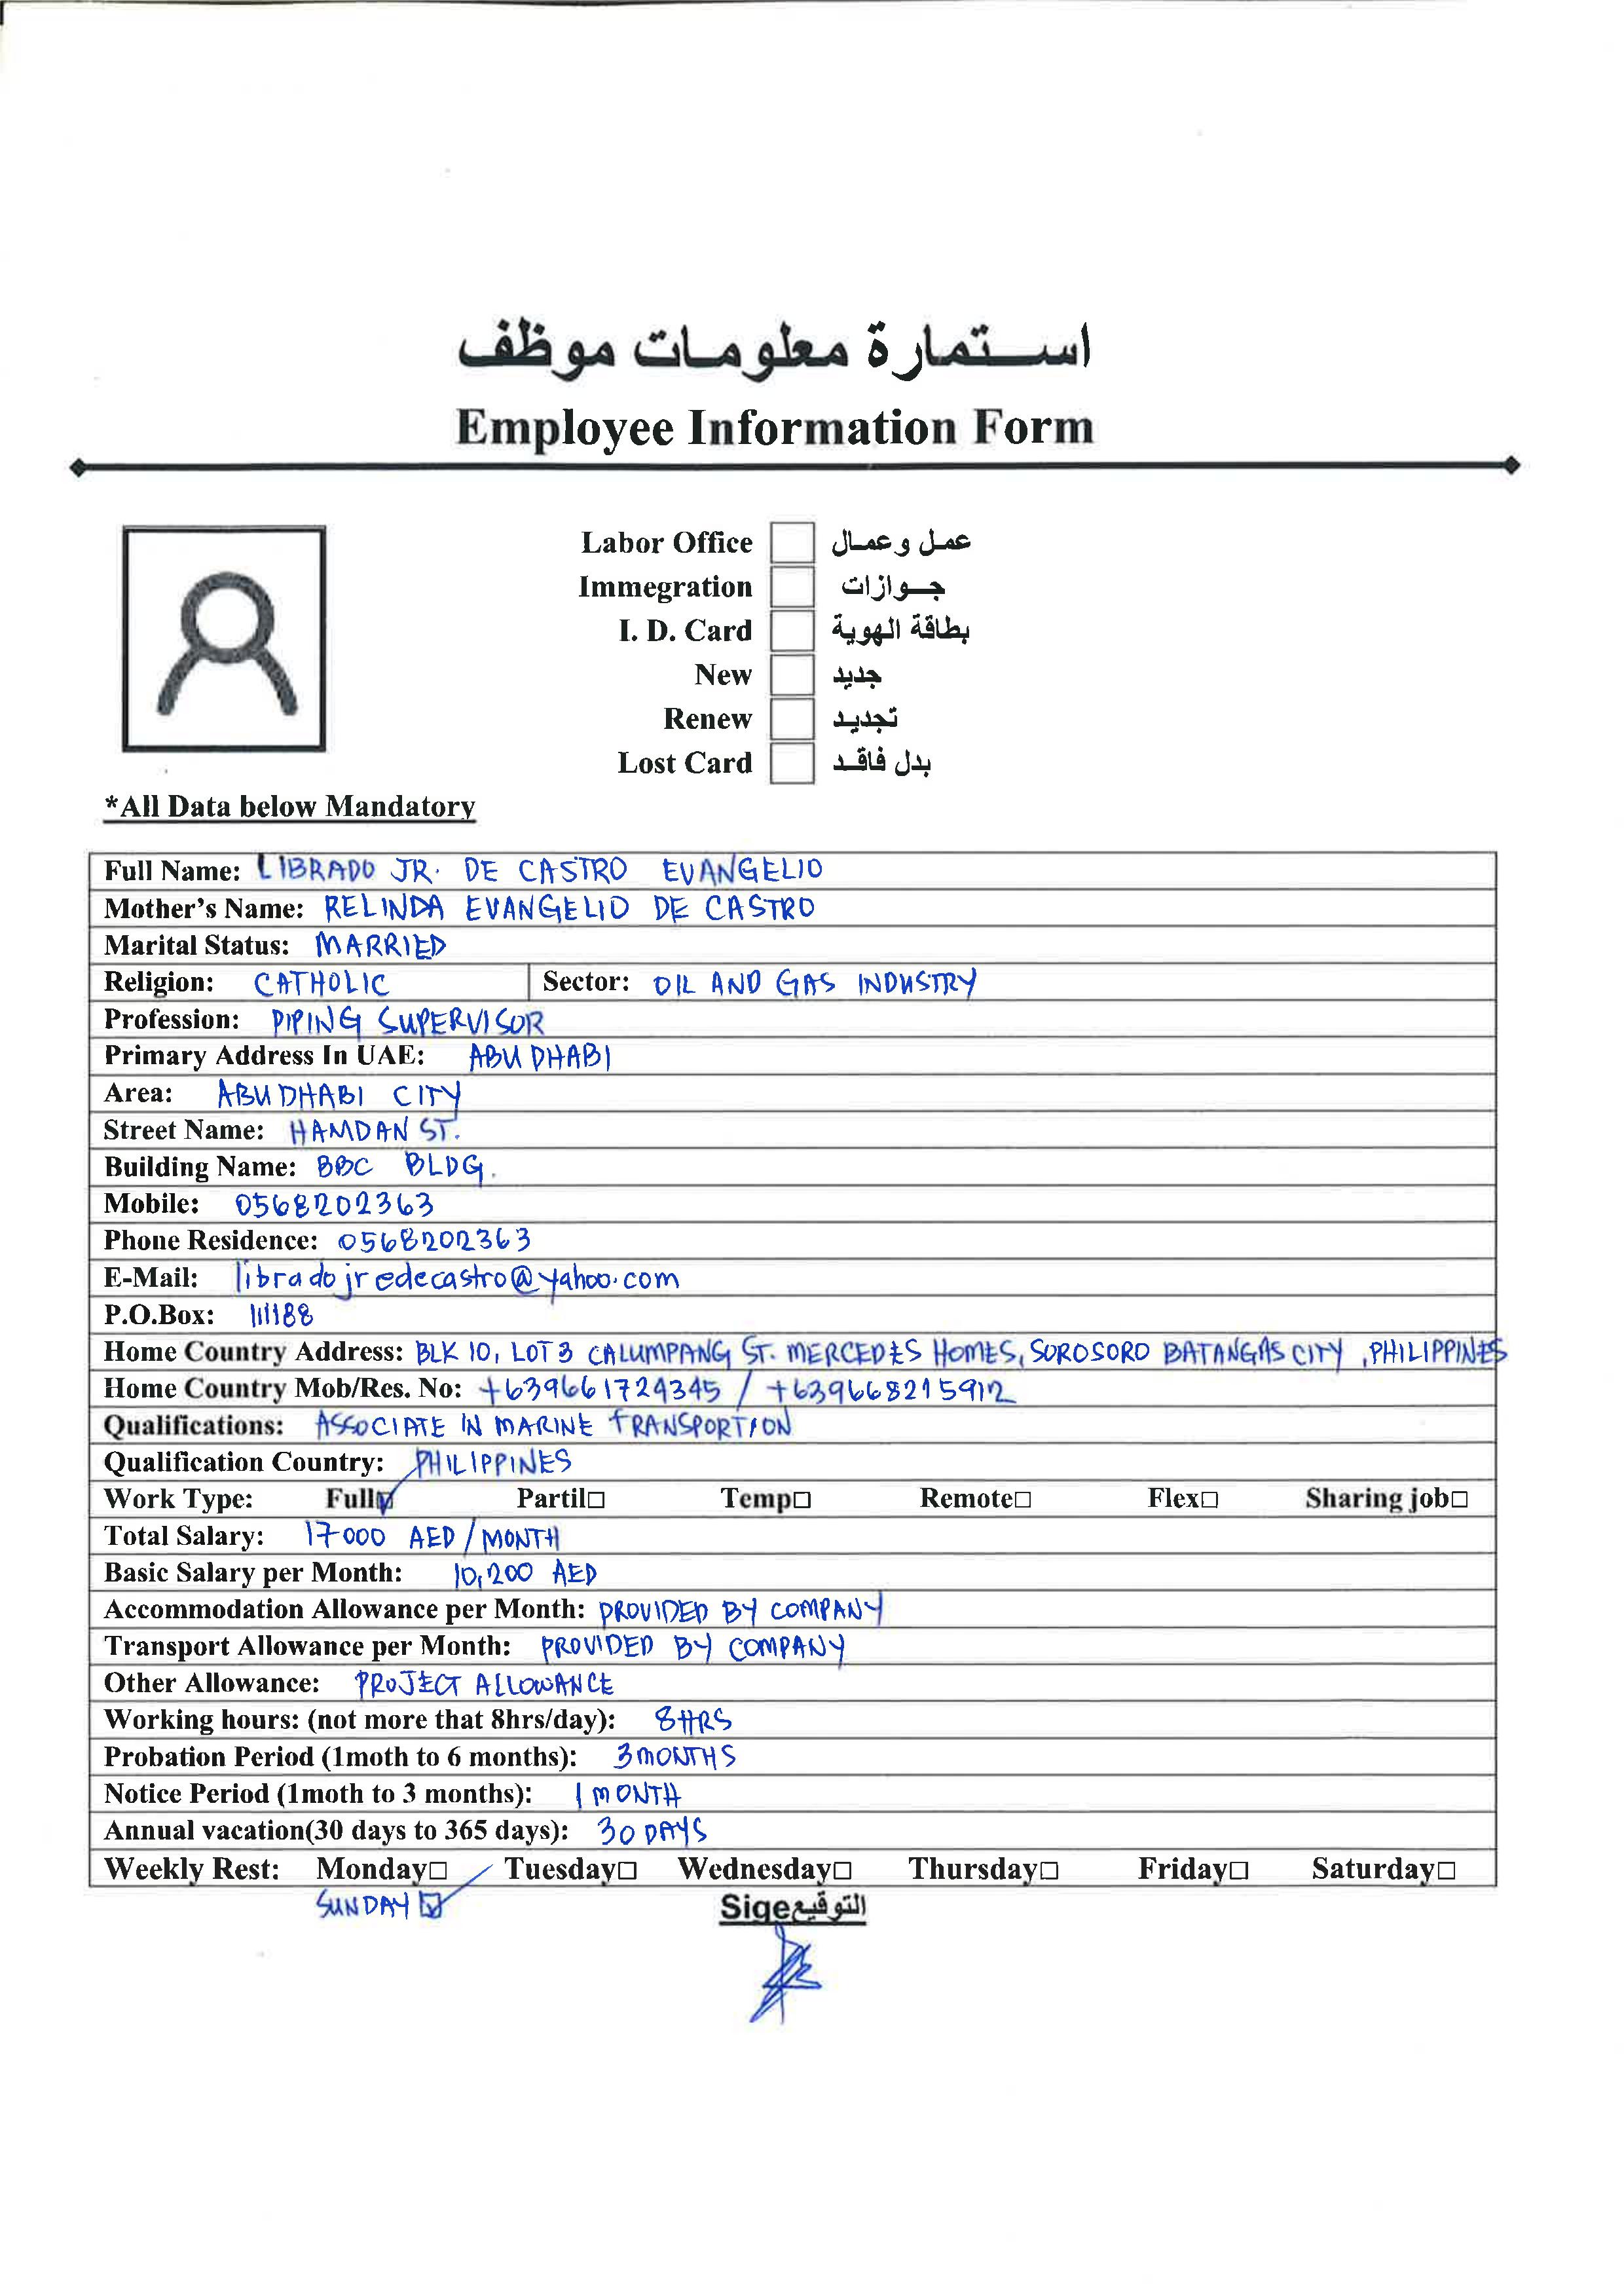 استمارة معلومات موظف
Employee Information Form
Labor Office ☐ عمل وعمال
Immegration ☐ جوازات
I. D. Card ☐ بطاقة الهوية
New ☐ جديد
Renew ☐ تجديد
Lost Card ☐ بدل فاقد
*All Data below Mandatory
Full Name: LIBRADO JR. DE CASTRO EVANGELIO
Mother's Name: RELINDA EVANGELIO DE CASTRO
Marital Status: MARRIED
Religion: CATHOLIC Sector: OIL AND GAS INDUSTRY
Profession: PIPING SUPERVISOR
Primary Address In UAE: ABU DHABI
Area: ABU DHABI CITY
Street Name: HAMDAN ST.
Building Name: BBC BLDG.
Mobile: 0568202363
Phone Residence: 0568202363
E-Mail: libradojredecastro@yahoo.com
P.O.Box: 111188
Home Country Address: BLK 10, LOT 3 CALUMPANG ST. MERCEDES HOMES, SOROSORO BATANGAS CITY, PHILIPPINES
Home Country Mob/Res. No: +639661724345 / +639668215912
Qualifications: ASSOCIATE IN MARINE TRANSPORTION
Qualification Country: PHILIPPINES
Work Type: Full☑ Partil☐ Temp☐ Remote☐ Flex☐ Sharing job☐
Total Salary: 17000 AED / MONTH
Basic Salary per Month: 10,200 AED
Accommodation Allowance per Month: PROVIDED BY COMPANY
Transport Allowance per Month: PROVIDED BY COMPANY
Other Allowance: PROJECT ALLOWANCE
Working hours: (not more that 8hrs/day): 8HRS
Probation Period (1moth to 6 months): 3 MONTHS
Notice Period (1moth to 3 months): 1 MONTH
Annual vacation(30 days to 365 days): 30 DAYS
Weekly Rest: Monday☐ Tuesday☐ Wednesday☐ Thursday☐ Friday☐ Saturday☐
SUNDAY ☑
Sigeالتوقيع